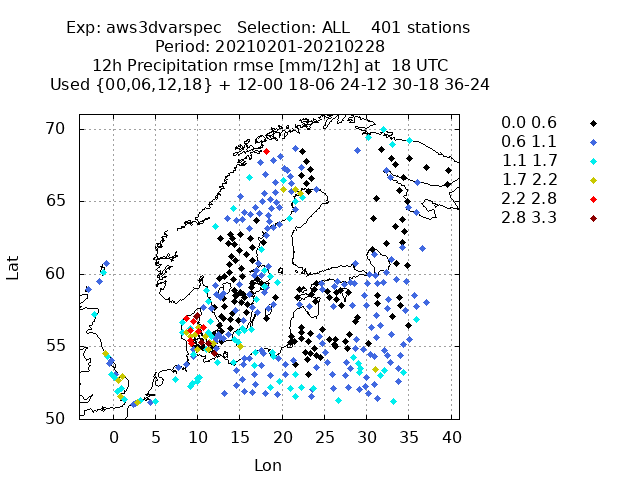 Exp: aws3dvarspec   Selection: ALL    401 stations
Period: 20210201-20210228
12h Precipitation rmse [mm/12h] at  18 UTC
Used {00,06,12,18} + 12-00 18-06 24-12 30-18 36-24
0.0 0.6
0.6 1.1
1.1 1.7
1.7 2.2
2.2 2.8
2.8 3.3
Lat
70
65
60
55
50
0 5 10 15 20 25 30 35 40
Lon